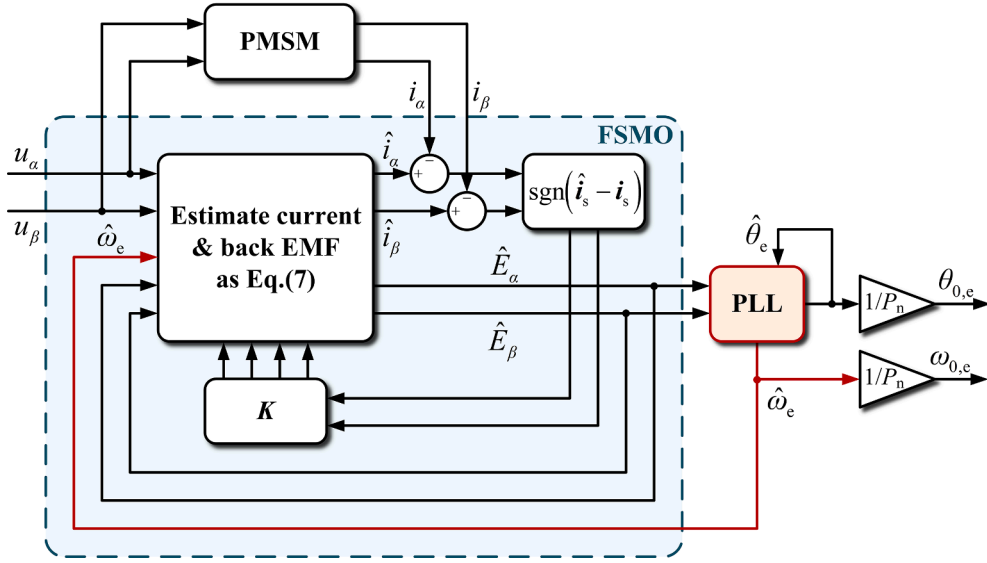 PMSM
i_α
i_β
FSMO
u_α
î_α
+
−
sgn(î_s − i_s)
u_β
ω̂_e
Estimate current
& back EMF
as Eq.(7)
î_β
+
−
Ê_α
Ê_β
θ̂_e
PLL
1/P_n
θ_0,e
K
ω̂_e
1/P_n
ω_0,e